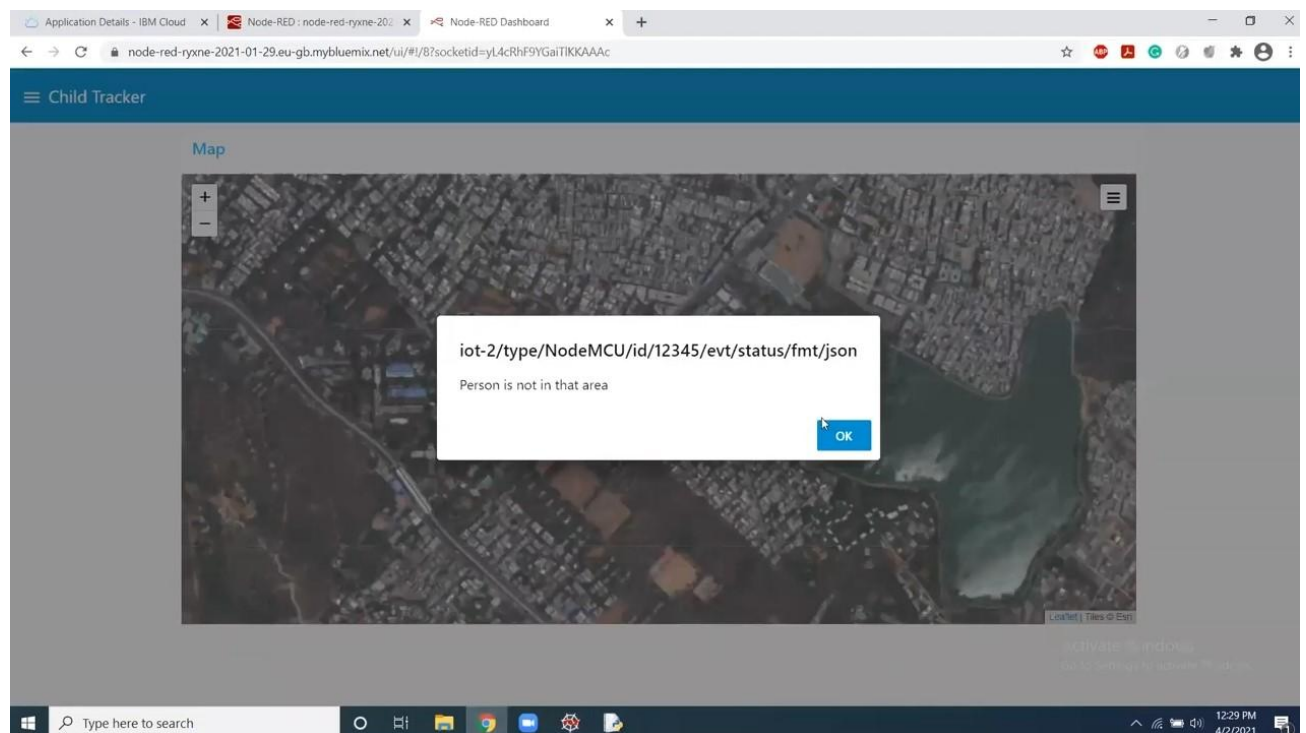 Application Details - IBM Cloud
Node-RED : node-red-ryxne-202
Node-RED Dashboard
node-red-ryxne-2021-01-29.eu-gb.mybluemix.net/ui/#!/8?socketid=yL4cRhF9YGaiTlKKAAAc
ABP
Child Tracker
Map
+
−
iot-2/type/NodeMCU/id/12345/evt/status/fmt/json
Person is not in that area
OK
Leaflet | Tiles © Esri
Activate Windows
Go to Settings to activate Windows.
Type here to search
12:29 PM
4/2/2021